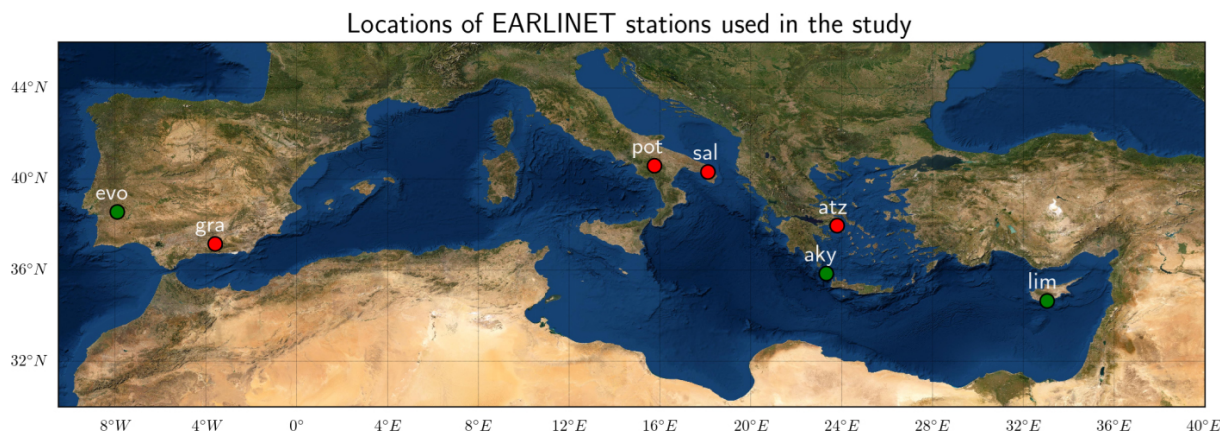 Locations of EARLINET stations used in the study
44°N
40°N
36°N
32°N
evo
gra
pot
sal
atz
aky
lim
8°W 4°W 0° 4°E 8°E 12°E 16°E 20°E 24°E 28°E 32°E 36°E 40°E